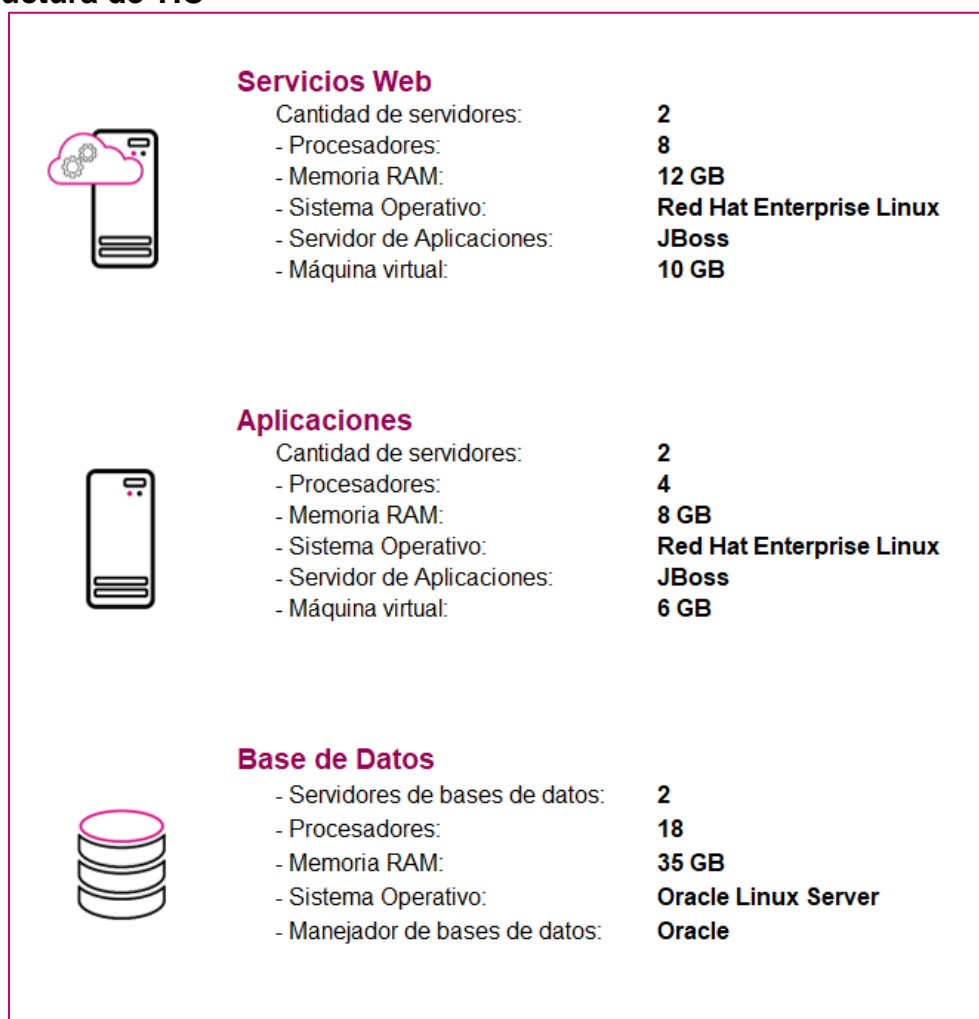 Servicios Web
Cantidad de servidores: 2
- Procesadores: 8
- Memoria RAM: 12 GB
- Sistema Operativo: Red Hat Enterprise Linux
- Servidor de Aplicaciones: JBoss
- Máquina virtual: 10 GB
Aplicaciones
Cantidad de servidores: 2
- Procesadores: 4
- Memoria RAM: 8 GB
- Sistema Operativo: Red Hat Enterprise Linux
- Servidor de Aplicaciones: JBoss
- Máquina virtual: 6 GB
Base de Datos
- Servidores de bases de datos: 2
- Procesadores: 18
- Memoria RAM: 35 GB
- Sistema Operativo: Oracle Linux Server
- Manejador de bases de datos: Oracle